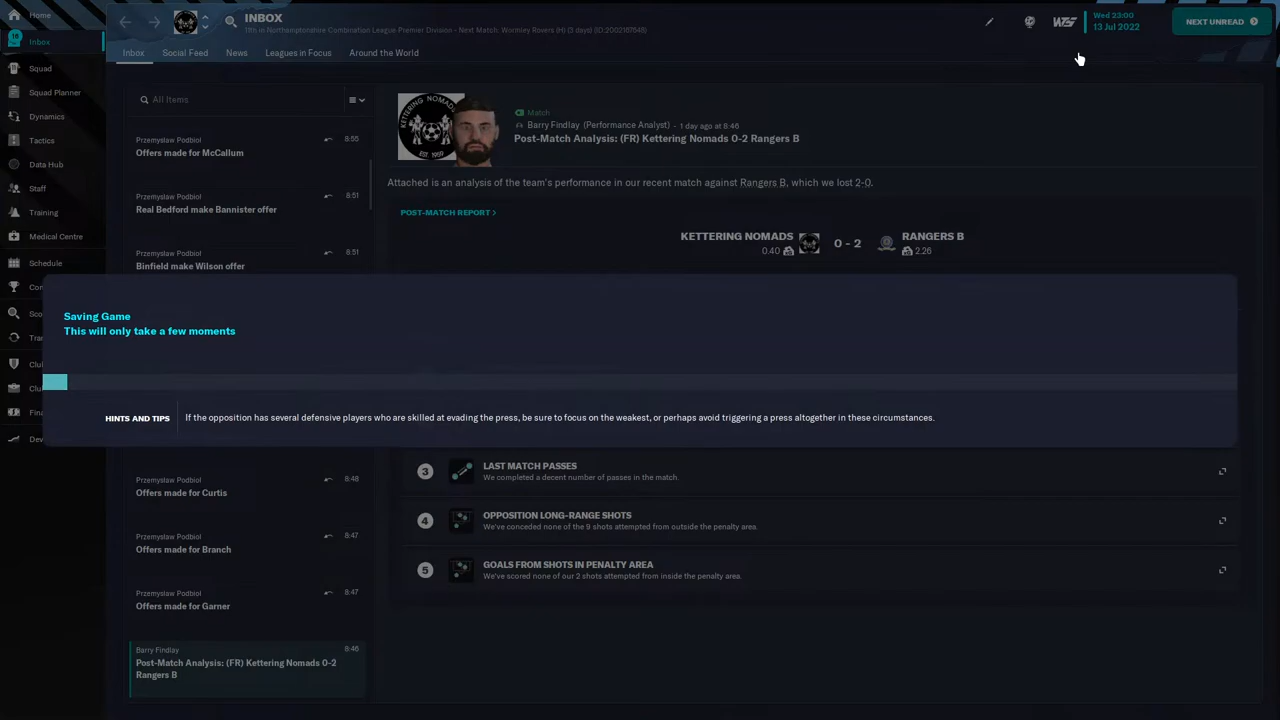 Home
INBOX
11th in Northamptonshire Combination League Premier Division - Next Match: Wormley Rovers (H) (3 days) (ID:2002187648)
Wed 23:00
13 Jul 2022
NEXT UNREAD
Inbox
Inbox
Social Feed
News
Leagues in Focus
Around the World
Squad
Squad Planner
Dynamics
Tactics
Data Hub
Staff
Training
Medical Centre
Schedule
All Items
Przemyslaw Podbiol
8:55
Offers made for McCallum
Przemyslaw Podbiol
8:51
Real Bedford make Bannister offer
Przemyslaw Podbiol
8:51
Binfield make Wilson offer
KETTERING NOMADS
EST. 1969
Match
Barry Findlay (Performance Analyst) - 1 day ago at 8:46
Post-Match Analysis: (FR) Kettering Nomads 0-2 Rangers B
Attached is an analysis of the team's performance in our recent match against Rangers B, which we lost 2-0.
POST-MATCH REPORT >
KETTERING NOMADS
0.40
0 - 2
RANGERS B
2.26
Saving Game
This will only take a few moments
HINTS AND TIPS
If the opposition has several defensive players who are skilled at evading the press, be sure to focus on the weakest, or perhaps avoid triggering a press altogether in these circumstances.
Przemyslaw Podbiol
8:48
Offers made for Curtis
Przemyslaw Podbiol
8:47
Offers made for Branch
Przemyslaw Podbiol
8:47
Offers made for Garner
Barry Findlay
8:46
Post-Match Analysis: (FR) Kettering Nomads 0-2
Rangers B
3
LAST MATCH PASSES
We completed a decent number of passes in the match.
4
OPPOSITION LONG-RANGE SHOTS
We've conceded none of the 9 shots attempted from outside the penalty area.
5
GOALS FROM SHOTS IN PENALTY AREA
We've scored none of our 2 shots attempted from inside the penalty area.